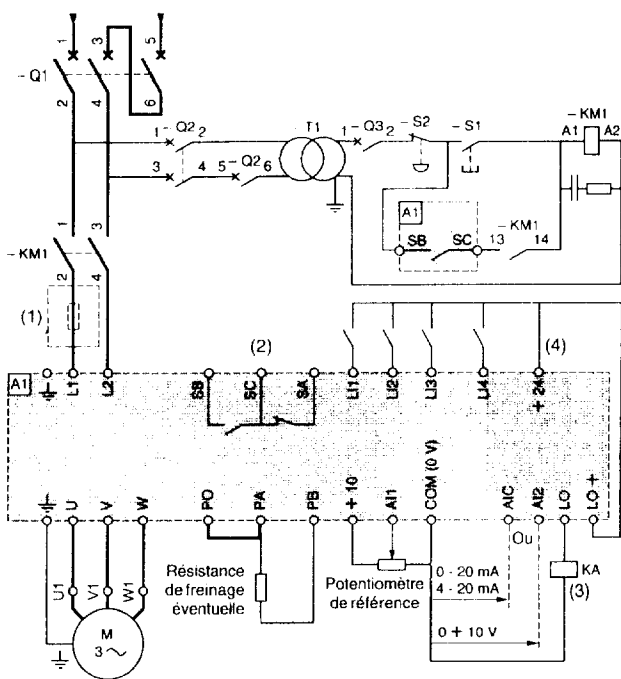 1
3
5
- Q1
2
4
6
1 - Q2 2
3
4
5 - Q2 6
- T1
1 - Q3 2
- S2
- S1
- KM1
A1
A2
A1
SB
SC
13
- KM1
14
1
3
- KM1
2
4
(1)
(2)
(4)
A1
L1
L2
SB
SC
SA
LI1
LI2
LI3
LI4
+ 24
U
V
W
PO
PA
PB
+ 10
AI1
COM (0 V)
AIC
AI2
LO
LO +
Ou
U1
V1
W1
M
3 ~
Résistance
de freinage
éventuelle
Potentiomètre
de référence
0 - 20 mA
4 - 20 mA
0 + 10 V
KA
(3)